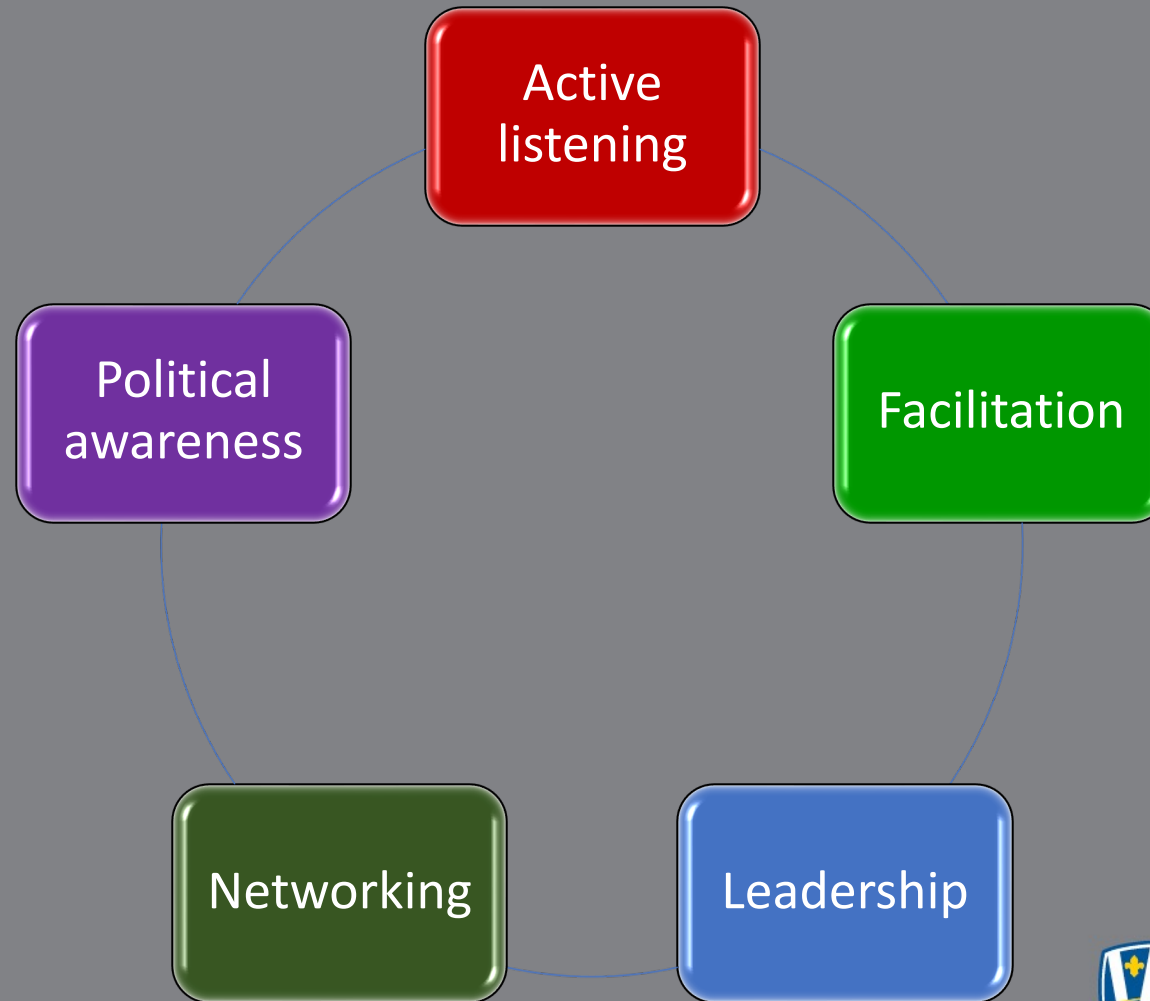 Active
listening
Political
awareness
Facilitation
Networking
Leadership